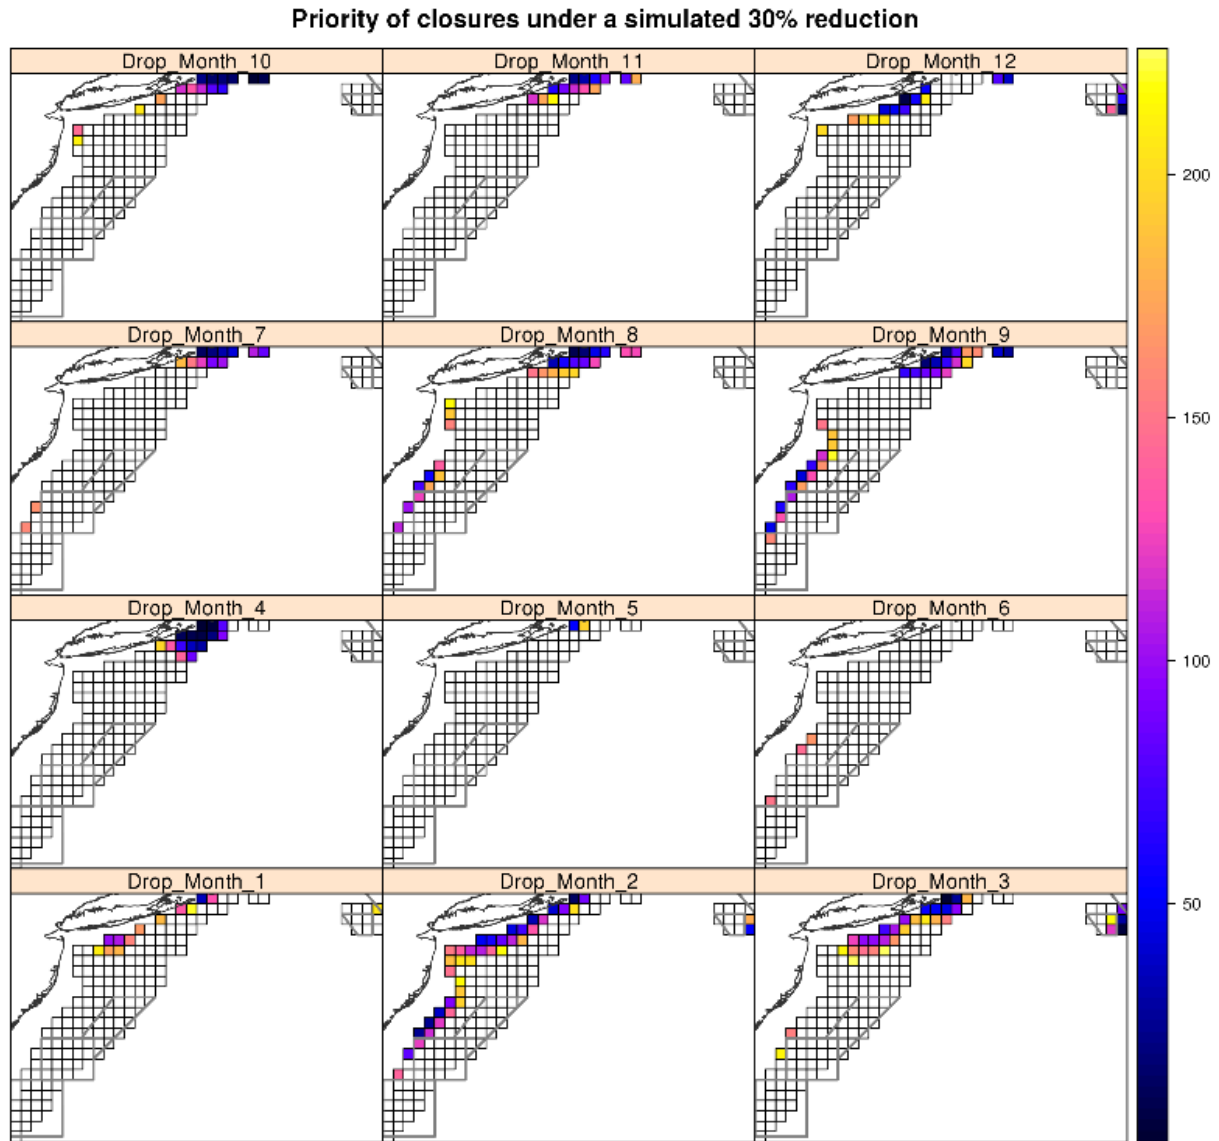 Priority of closures under a simulated 30% reduction
Drop_Month_10
Drop_Month_11
Drop_Month_12
Drop_Month_7
Drop_Month_8
Drop_Month_9
Drop_Month_4
Drop_Month_5
Drop_Month_6
Drop_Month_1
Drop_Month_2
Drop_Month_3
200
150
100
50